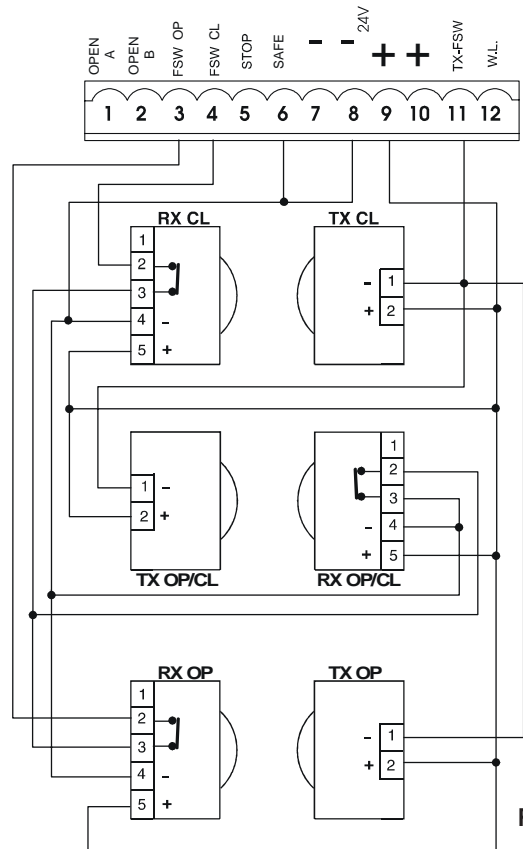 OPEN A
OPEN B
FSW OP
FSW CL
STOP
SAFE
-
-
24V
+
+
TX-FSW
W.L.
1 2 3 4 5 6 7 8 9 10 11 12
RX CL
1
2
3
4 -
5 +
TX CL
- 1
+ 2
TX OP/CL
1 -
2 +
RX OP/CL
1
2
3
- 4
+ 5
RX OP
1
2
3
4 -
5 +
TX OP
- 1
+ 2
F